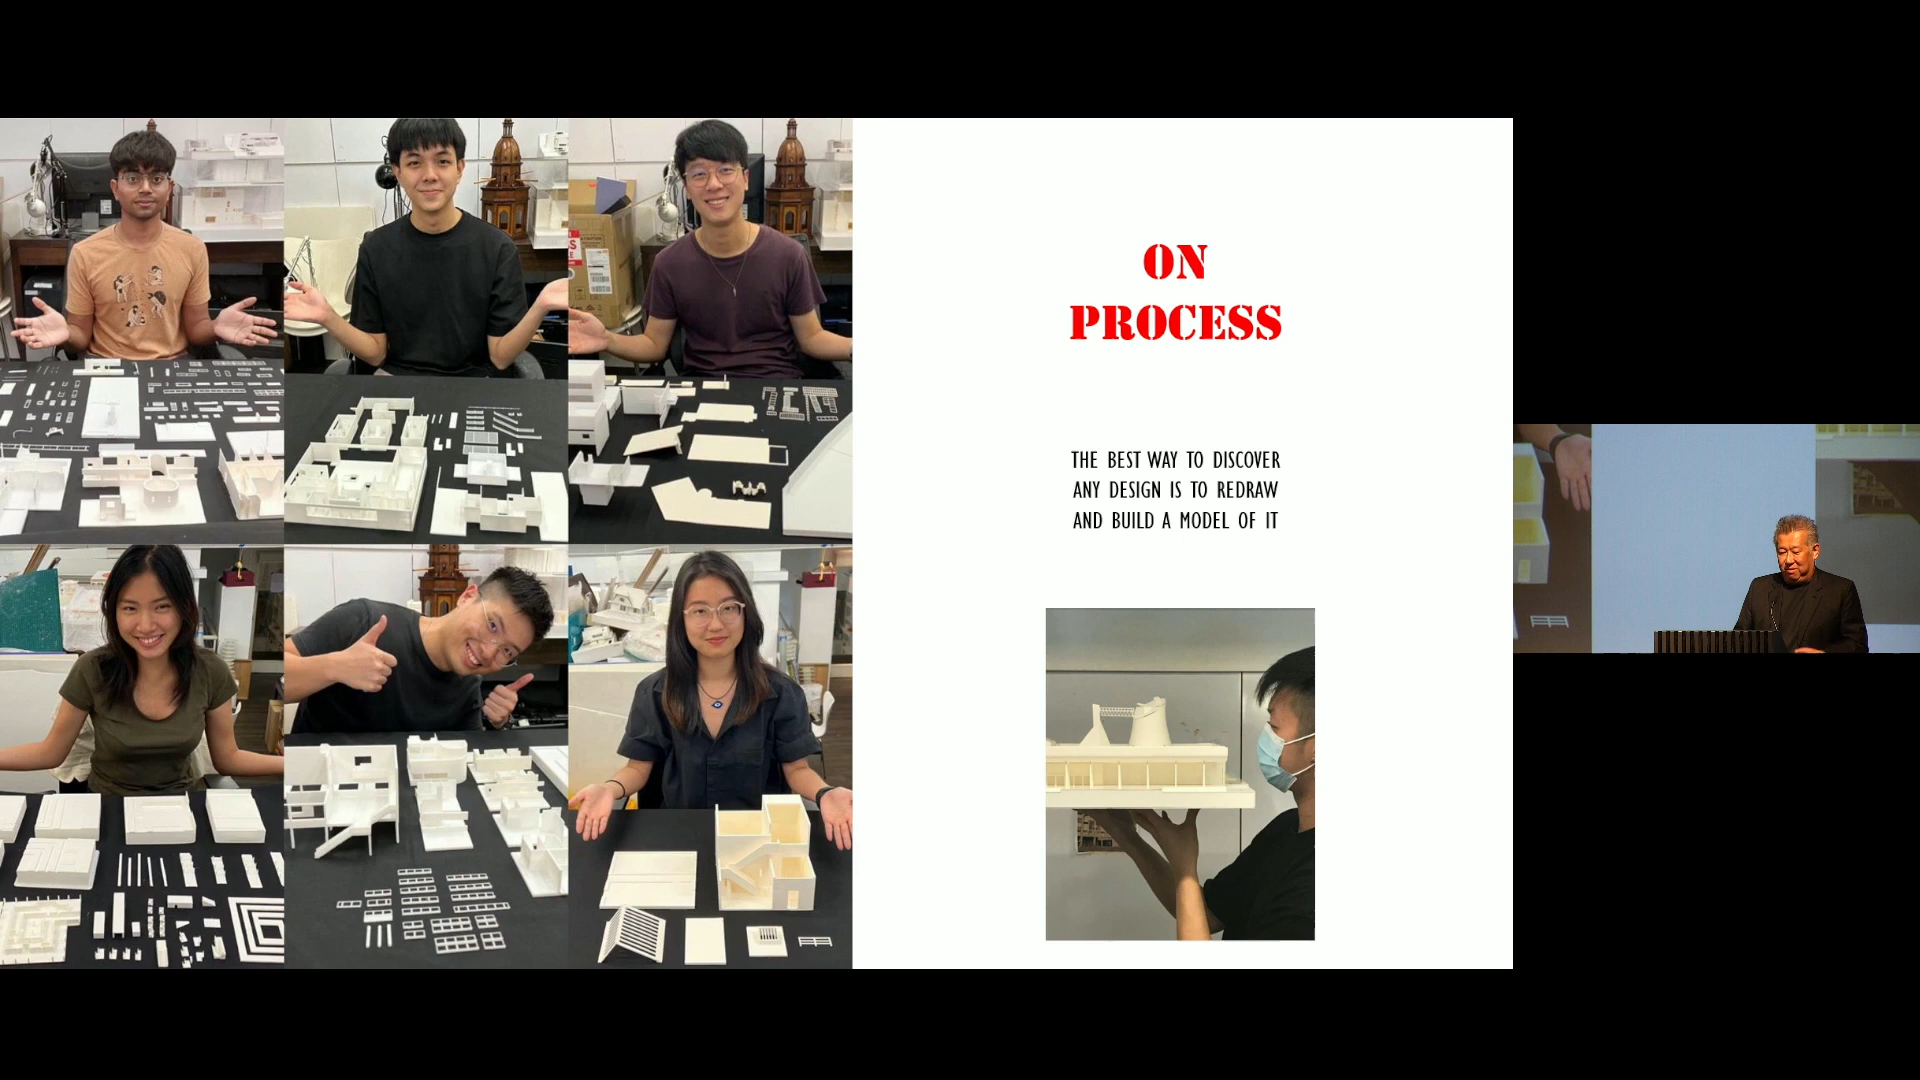 ON
PROCESS
THE BEST WAY TO DISCOVER
ANY DESIGN IS TO REDRAW
AND BUILD A MODEL OF IT